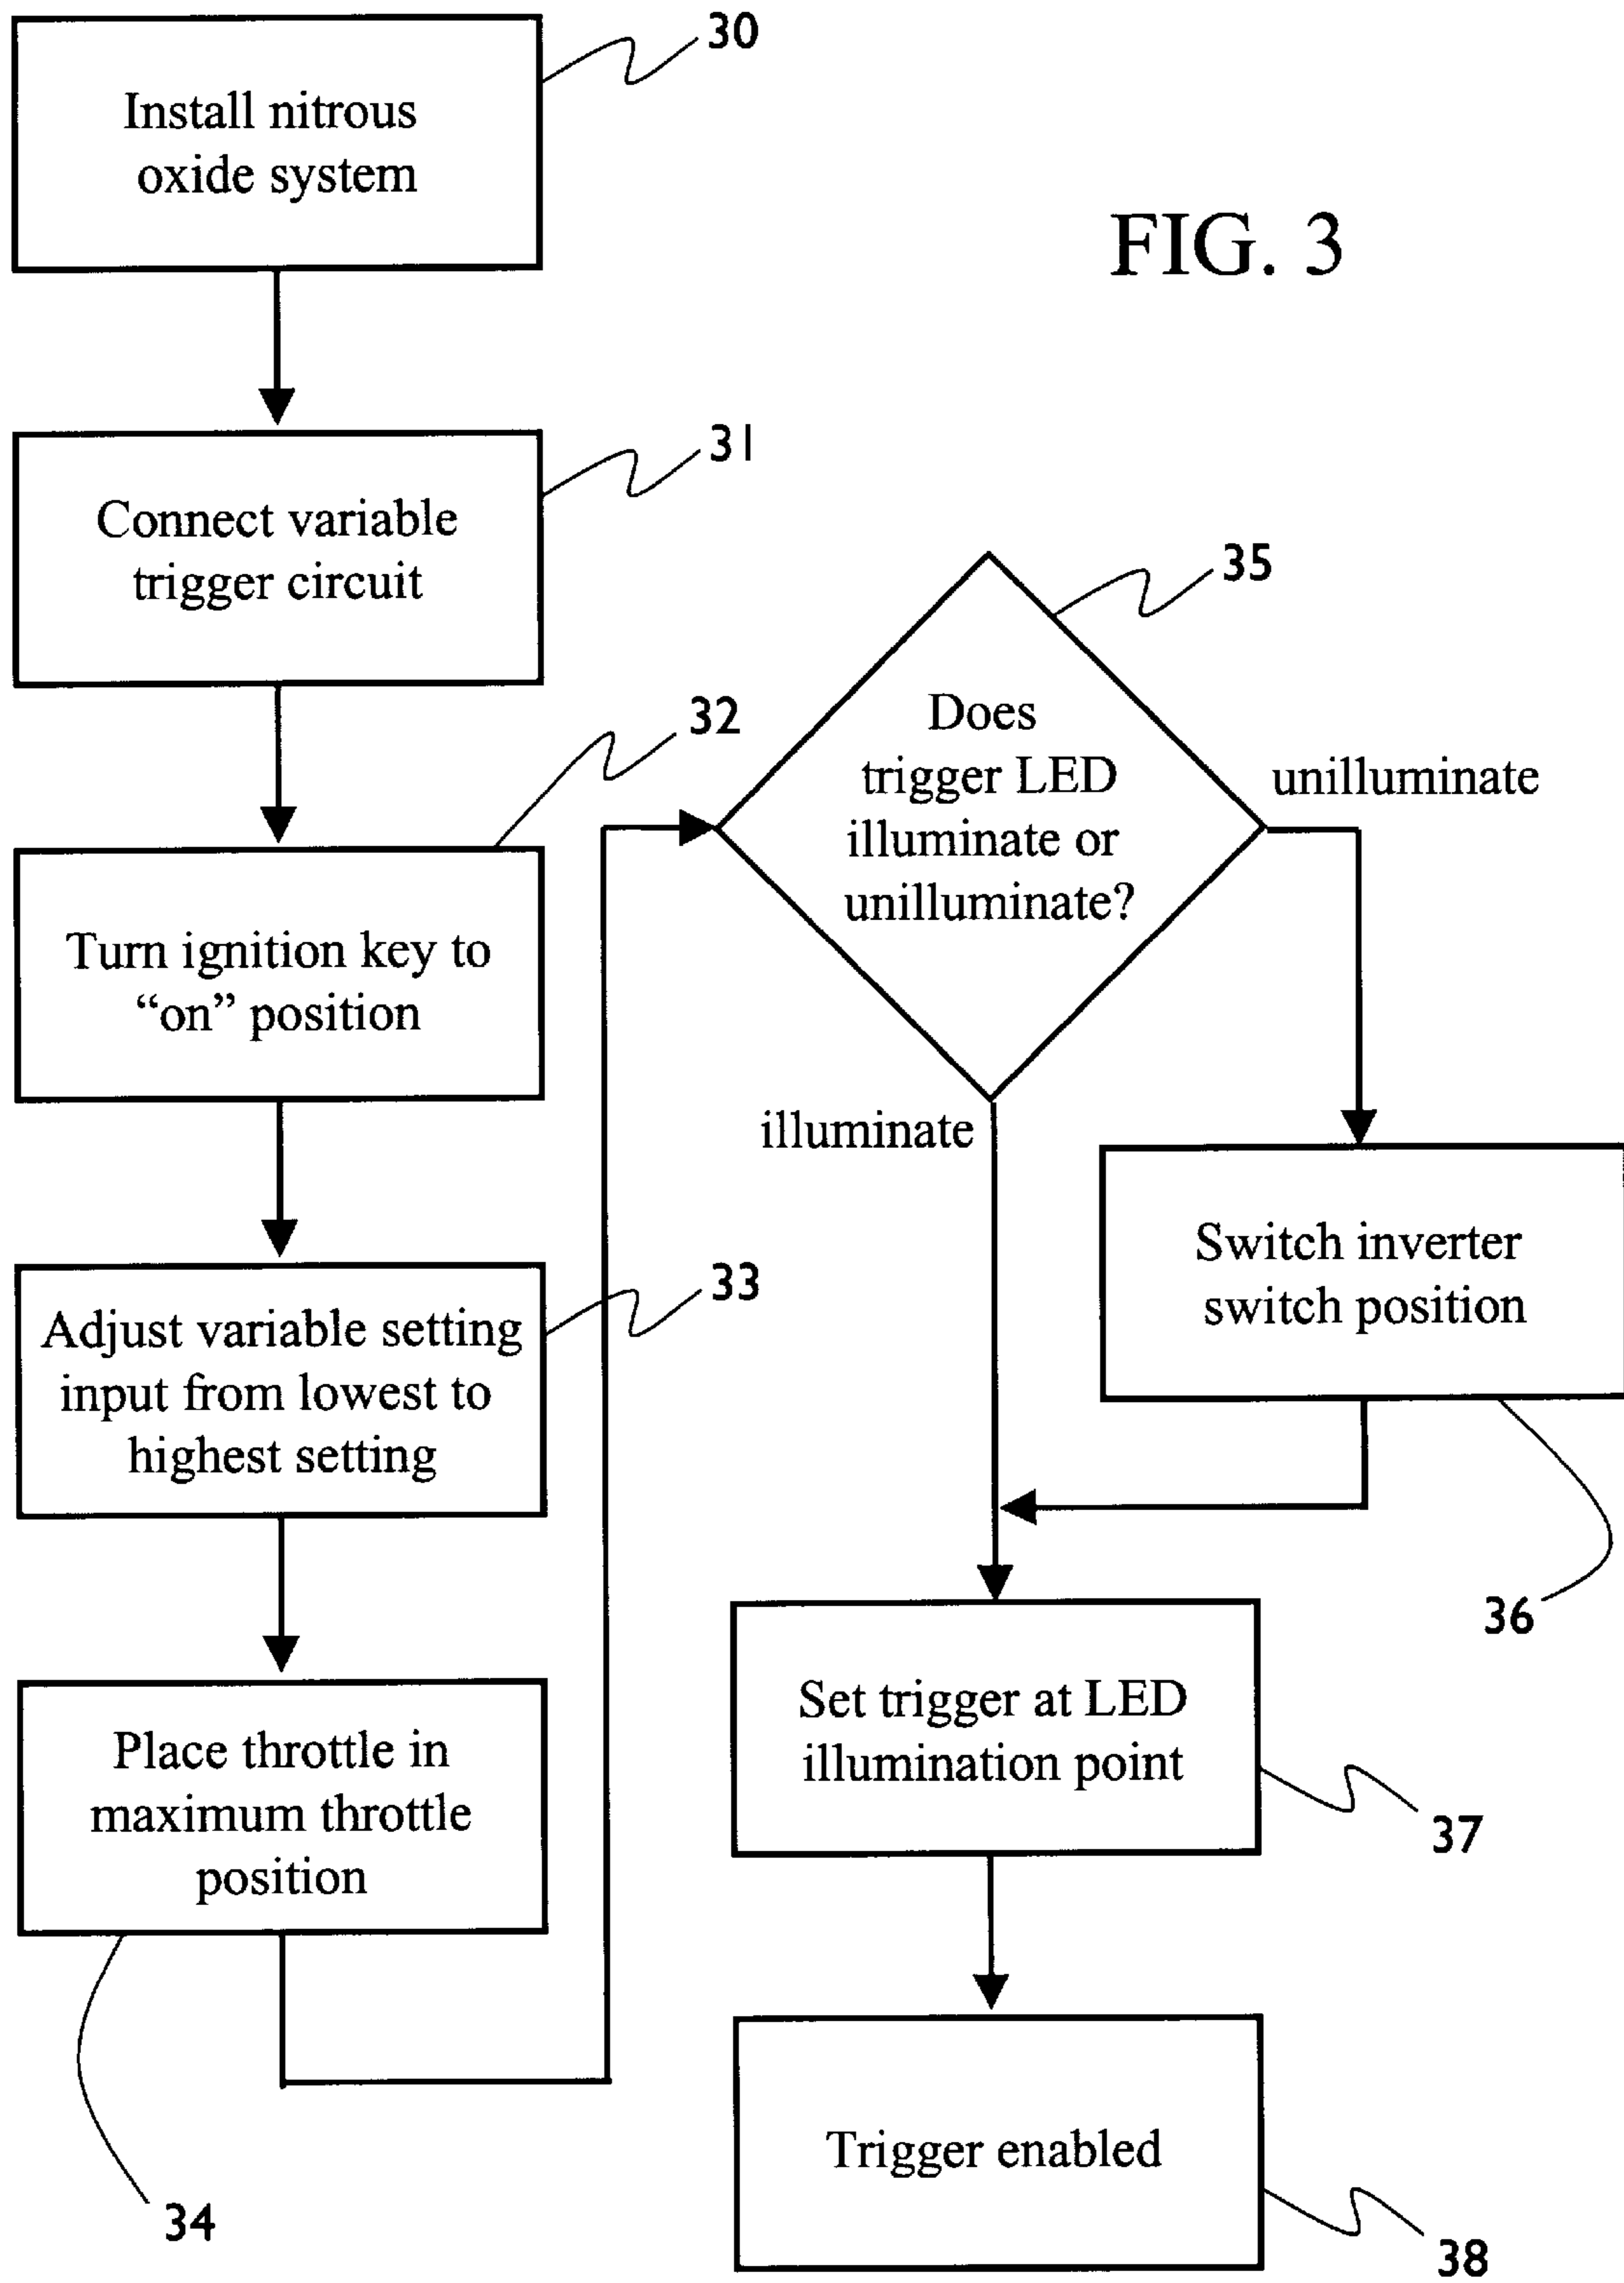 30
Install nitrous
oxide system
FIG. 3
31
Connect variable
trigger circuit
32
Turn ignition key to
“on” position
33
Adjust variable setting
input from lowest to
highest setting
Place throttle in
maximum throttle
position
34
35
Does
trigger LED
illuminate or
unilluminate?
unilluminate
illuminate
Switch inverter
switch position
36
Set trigger at LED
illumination point
37
Trigger enabled
38